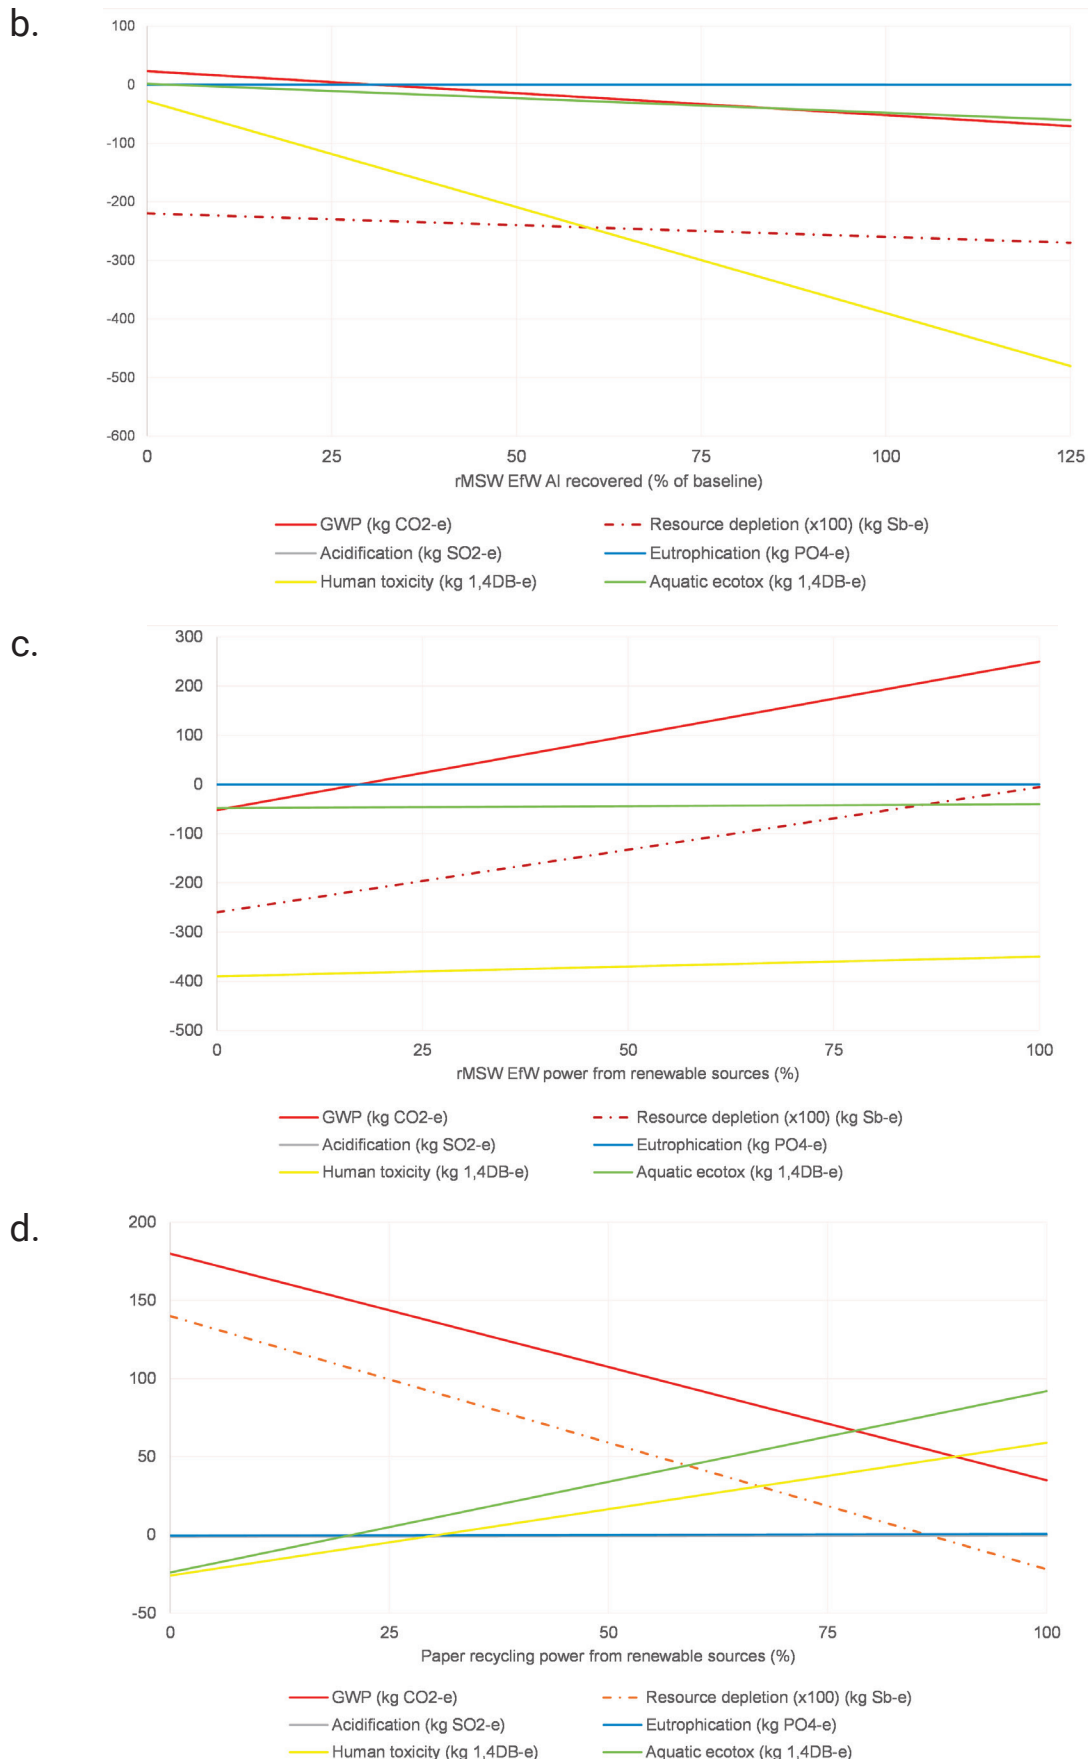 b.
100
0
-100
-200
-300
-400
-500
-600
0 25 50 75 100 125
rMSW EfW Al recovered (% of baseline)
GWP (kg CO2-e) Resource depletion (x100) (kg Sb-e)
Acidification (kg SO2-e) Eutrophication (kg PO4-e)
Human toxicity (kg 1,4DB-e) Aquatic ecotox (kg 1,4DB-e)
c.
300
200
100
0
-100
-200
-300
-400
-500
0 25 50 75 100
rMSW EfW power from renewable sources (%)
GWP (kg CO2-e) Resource depletion (x100) (kg Sb-e)
Acidification (kg SO2-e) Eutrophication (kg PO4-e)
Human toxicity (kg 1,4DB-e) Aquatic ecotox (kg 1,4DB-e)
d.
200
150
100
50
0
-50
0 25 50 75 100
Paper recycling power from renewable sources (%)
GWP (kg CO2-e) Resource depletion (x100) (kg Sb-e)
Acidification (kg SO2-e) Eutrophication (kg PO4-e)
Human toxicity (kg 1,4DB-e) Aquatic ecotox (kg 1,4DB-e)